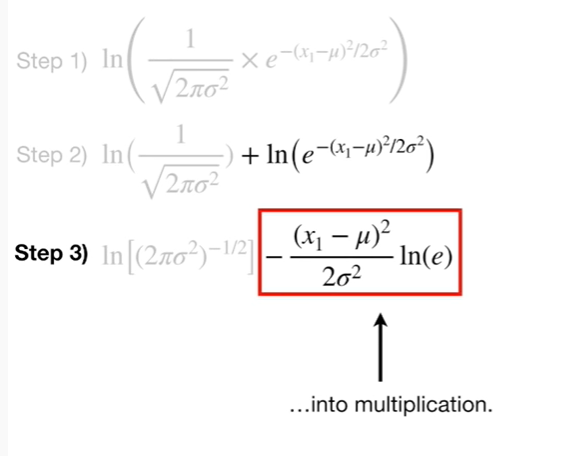 Step 1) ln(1/√(2πσ²) × e^−(x₁−μ)²/2σ²)
Step 2) ln(1/√(2πσ²)) + ln(e^−(x₁−μ)²/2σ²)
Step 3) ln[(2πσ²)^−1/2] − (x₁ − μ)²/2σ² ln(e)
...into multiplication.